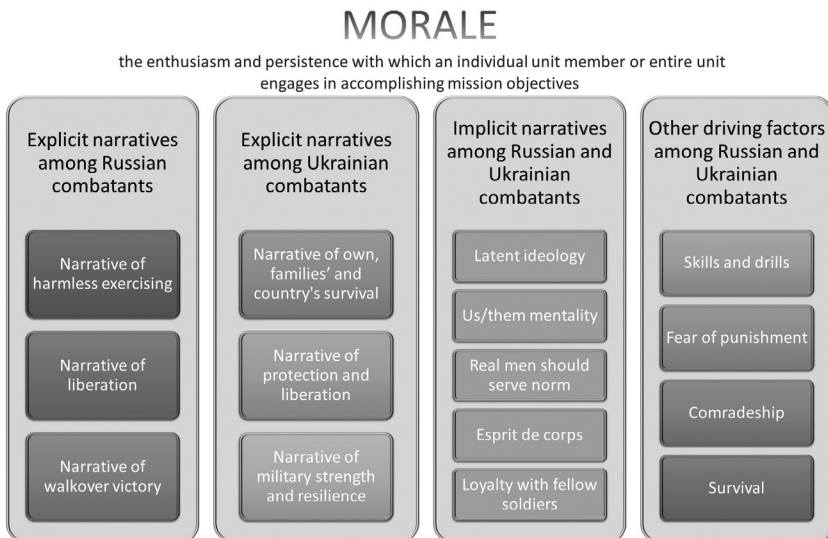 MORALE
the enthusiasm and persistence with which an individual unit member or entire unit
engages in accomplishing mission objectives
Explicit narratives
among Russian
combatants
Narrative of
harmless exercising
Narrative of
liberation
Narrative of
walkover victory
Explicit narratives
among Ukrainian
combatants
Narrative of own,
families’ and
country's survival
Narrative of
protection and
liberation
Narrative of
military strength
and resilience
Implicit narratives
among Russian and
Ukrainian
combatants
Latent ideology
Us/them mentality
Real men should
serve norm
Esprit de corps
Loyalty with fellow
soldiers
Other driving factors
among Russian and
Ukrainian
combatants
Skills and drills
Fear of punishment
Comradeship
Survival